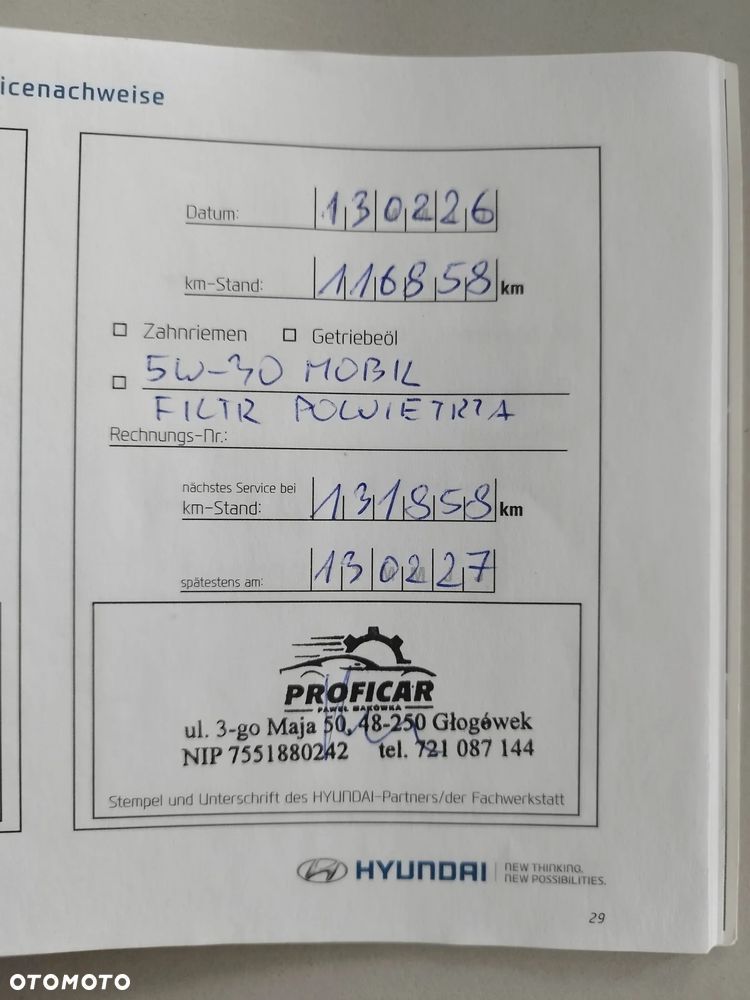 icenachweise
Datum: 130226
km-Stand: 116858 km
Zahnriemen Getriebeöl
5W-30 MOBIL
FILTR POWIETRZA
Rechnungs-Nr.:
nächstes Service bei
km-Stand: 131858 km
spätestens am: 130227
PROFICAR
PAWEŁ MAKÓWKA
ul. 3-go Maja 50, 48-250 Głogówek
NIP 7551880242 tel. 721 087 144
Stempel und Unterschrift des HYUNDAI-Partners/der Fachwerkstatt
HYUNDAI NEW THINKING.
NEW POSSIBILITIES.
29
OTOMOTO